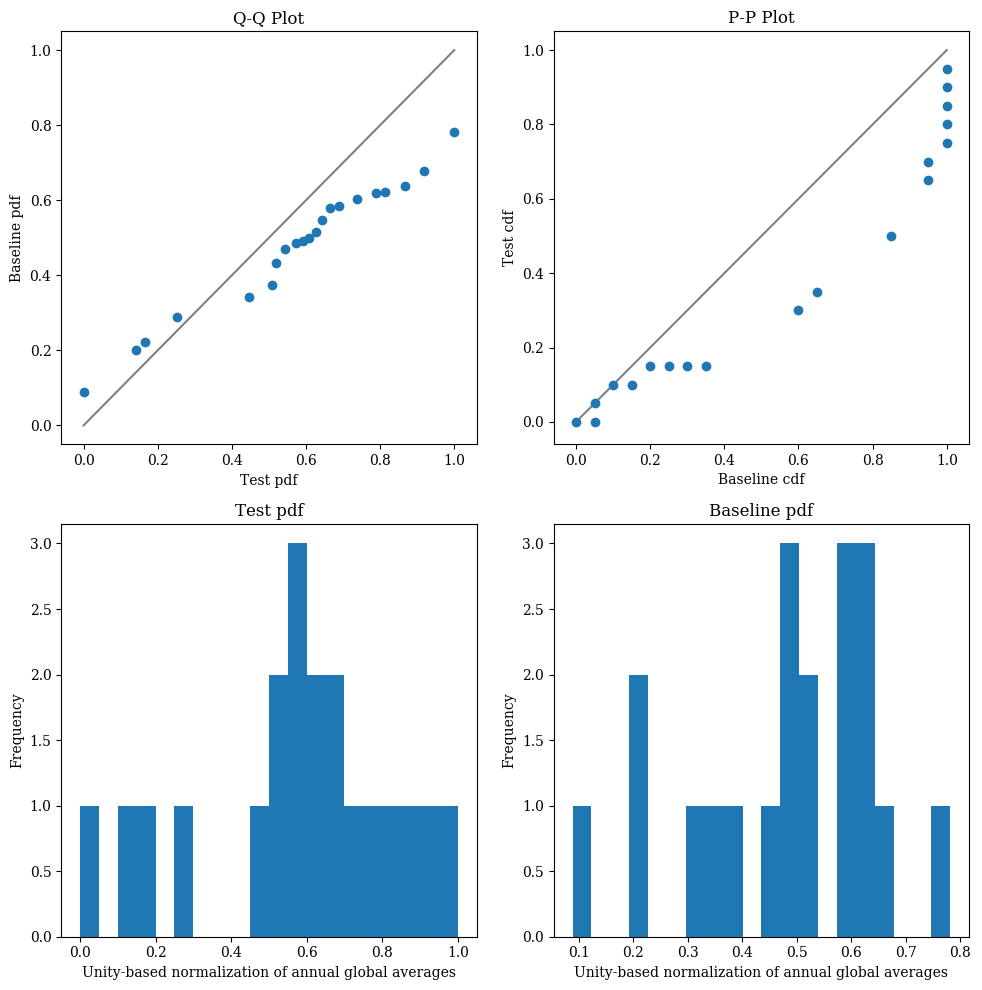 Q-Q Plot
1.0
0.8
0.6
0.4
0.2
0.0
Baseline pdf
0.0 0.2 0.4 0.6 0.8 1.0
Test pdf
P-P Plot
1.0
0.8
0.6
0.4
0.2
0.0
Test cdf
0.0 0.2 0.4 0.6 0.8 1.0
Baseline cdf
Test pdf
3.0
2.5
2.0
1.5
1.0
0.5
0.0
Frequency
0.0 0.2 0.4 0.6 0.8 1.0
Unity-based normalization of annual global averages
Baseline pdf
3.0
2.5
2.0
1.5
1.0
0.5
0.0
Frequency
0.1 0.2 0.3 0.4 0.5 0.6 0.7 0.8
Unity-based normalization of annual global averages